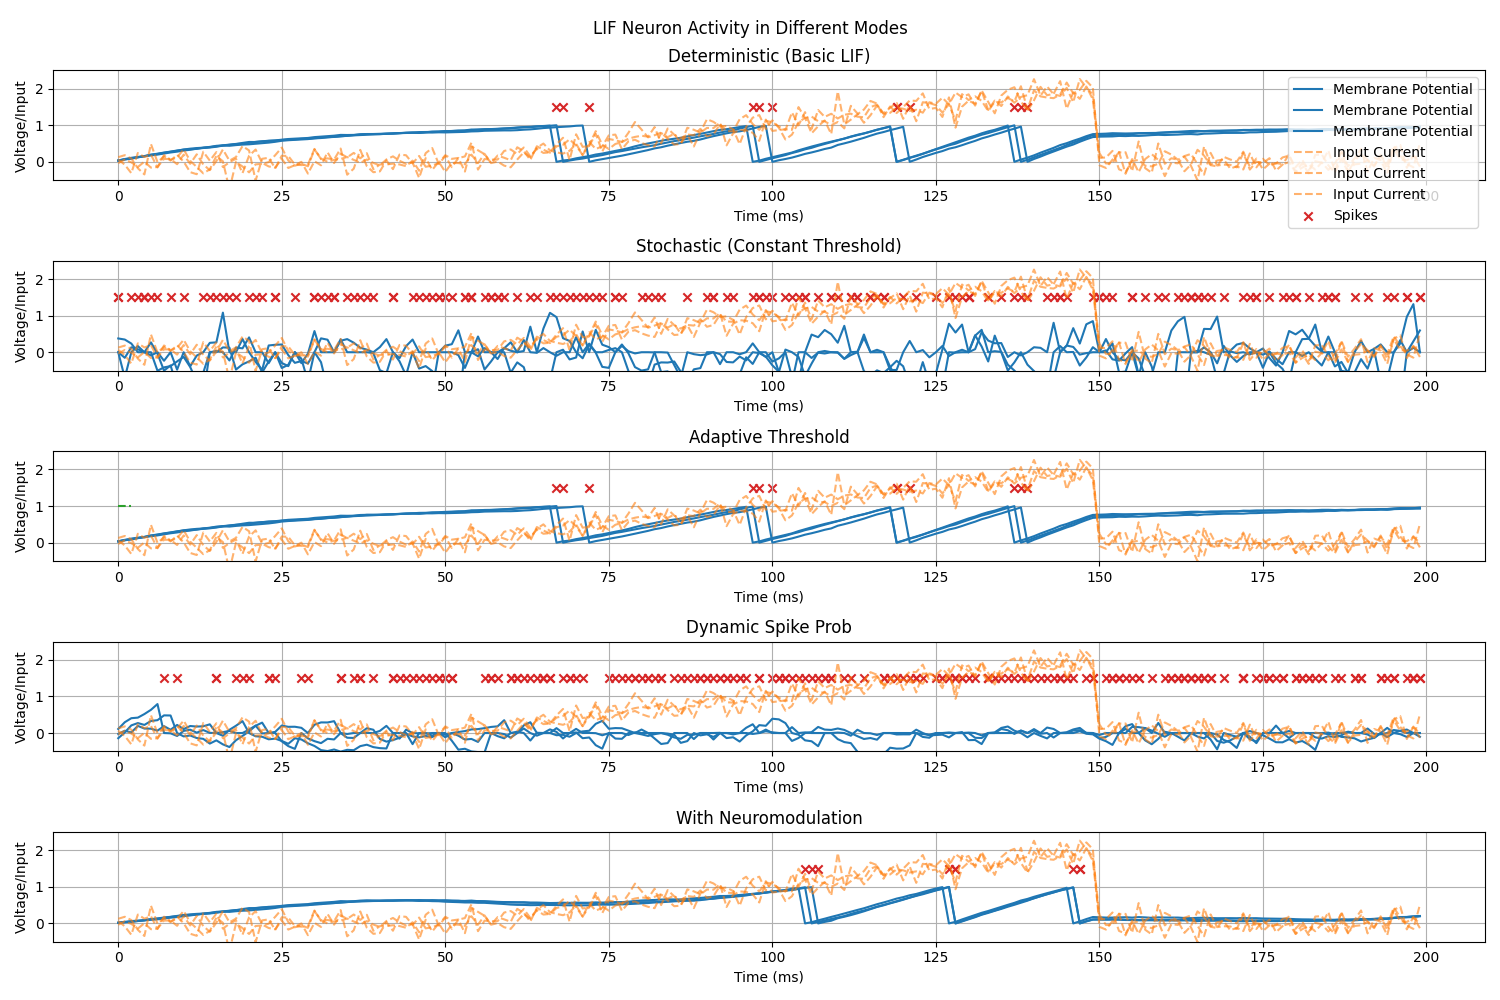 LIF Neuron Activity in Different Modes
Deterministic (Basic LIF)
Voltage/Input
2
1
0
Membrane Potential
Membrane Potential
Membrane Potential
Input Current
Input Current
Input Current
Spikes
0 25 50 75 100 125 150 175 200
Time (ms)
Stochastic (Constant Threshold)
Voltage/Input
2
1
0
0 25 50 75 100 125 150 175 200
Time (ms)
Adaptive Threshold
Voltage/Input
2
1
0
0 25 50 75 100 125 150 175 200
Time (ms)
Dynamic Spike Prob
Voltage/Input
2
1
0
0 25 50 75 100 125 150 175 200
Time (ms)
With Neuromodulation
Voltage/Input
2
1
0
0 25 50 75 100 125 150 175 200
Time (ms)